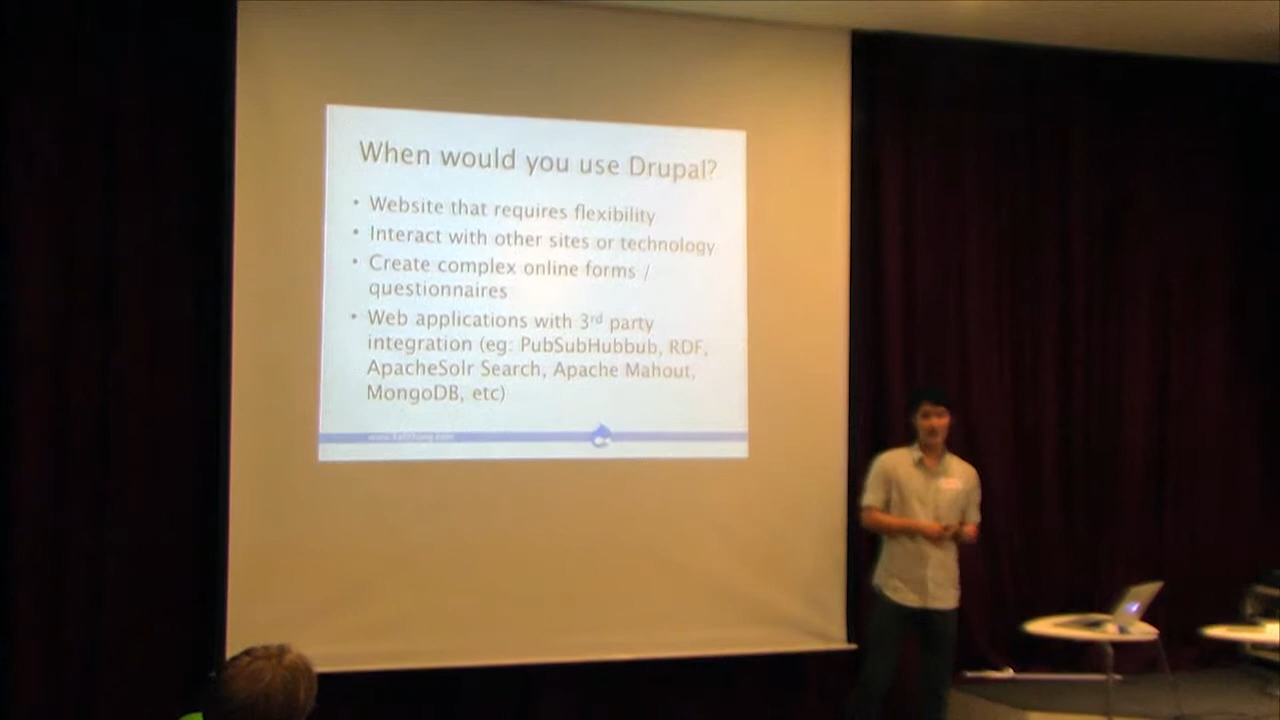 When would you use Drupal?
• Website that requires flexibility
• Interact with other sites or technology
• Create complex online forms /
questionnaires
• Web applications with 3rd party
integration (eg: PubSubHubbub, RDF,
ApacheSolr Search, Apache Mahout,
MongoDB, etc)